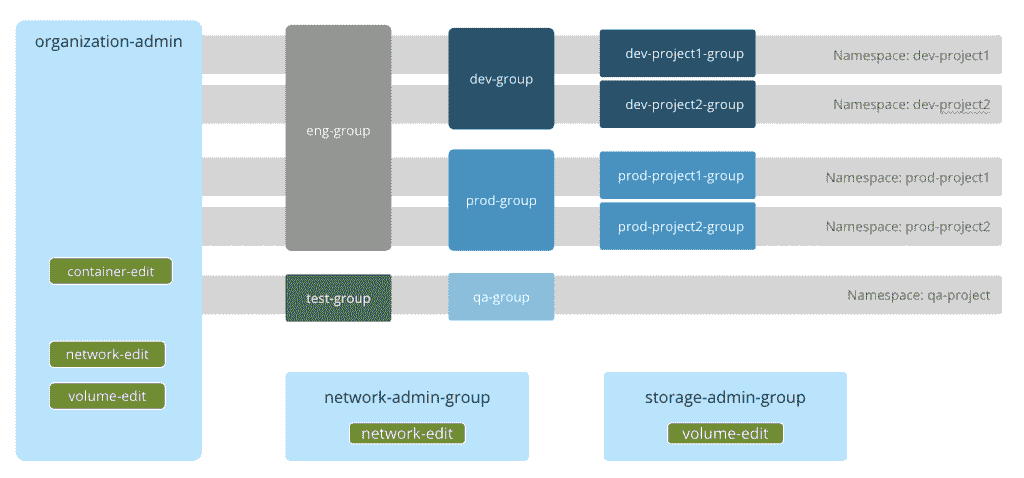 organization-admin
eng-group
dev-group
dev-project1-group
Namespace: dev-project1
dev-project2-group
Namespace: dev-project2
prod-group
prod-project1-group
Namespace: prod-project1
prod-project2-group
Namespace: prod-project2
container-edit
test-group
qa-group
Namespace: qa-project
network-edit
volume-edit
network-admin-group
network-edit
storage-admin-group
volume-edit